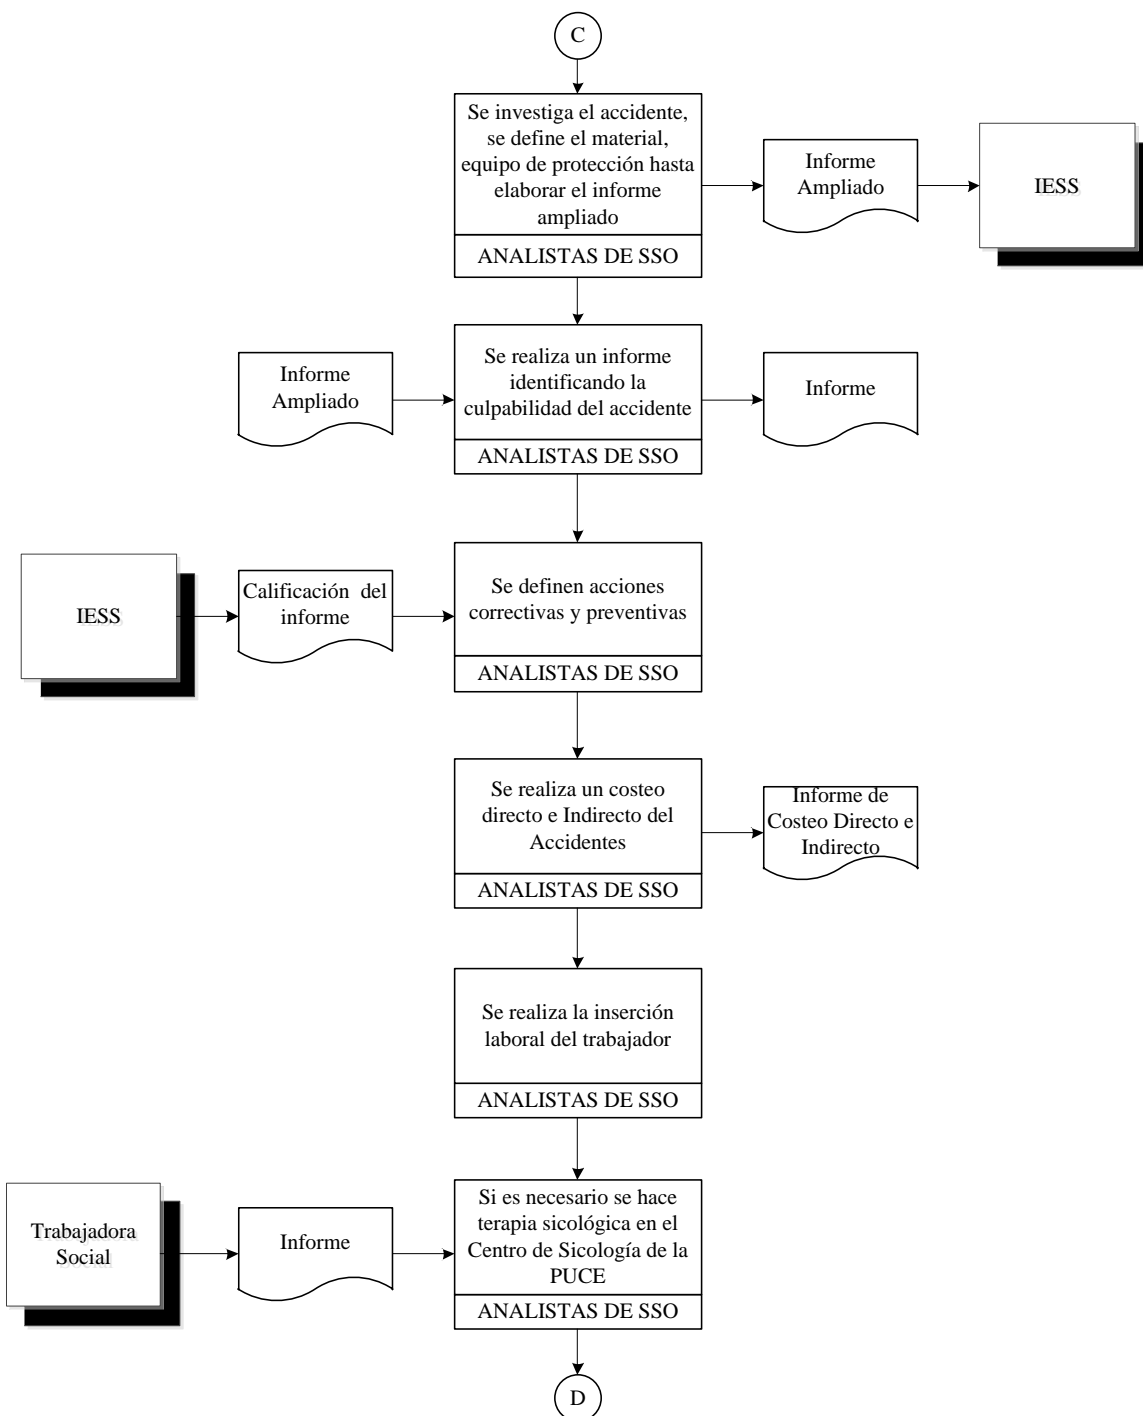 C
Se investiga el accidente,
se define el material,
equipo de protección hasta
elaborar el informe
ampliado
ANALISTAS DE SSO
Informe
Ampliado
IESS
Informe
Ampliado
Se realiza un informe
identificando la
culpabilidad del accidente
ANALISTAS DE SSO
Informe
IESS
Calificación del
informe
Se definen acciones
correctivas y preventivas
ANALISTAS DE SSO
Se realiza un costeo
directo e Indirecto del
Accidentes
ANALISTAS DE SSO
Informe de
Costeo Directo e
Indirecto
Se realiza la inserción
laboral del trabajador
ANALISTAS DE SSO
Trabajadora
Social
Informe
Si es necesario se hace
terapia sicológica en el
Centro de Sicología de la
PUCE
ANALISTAS DE SSO
D